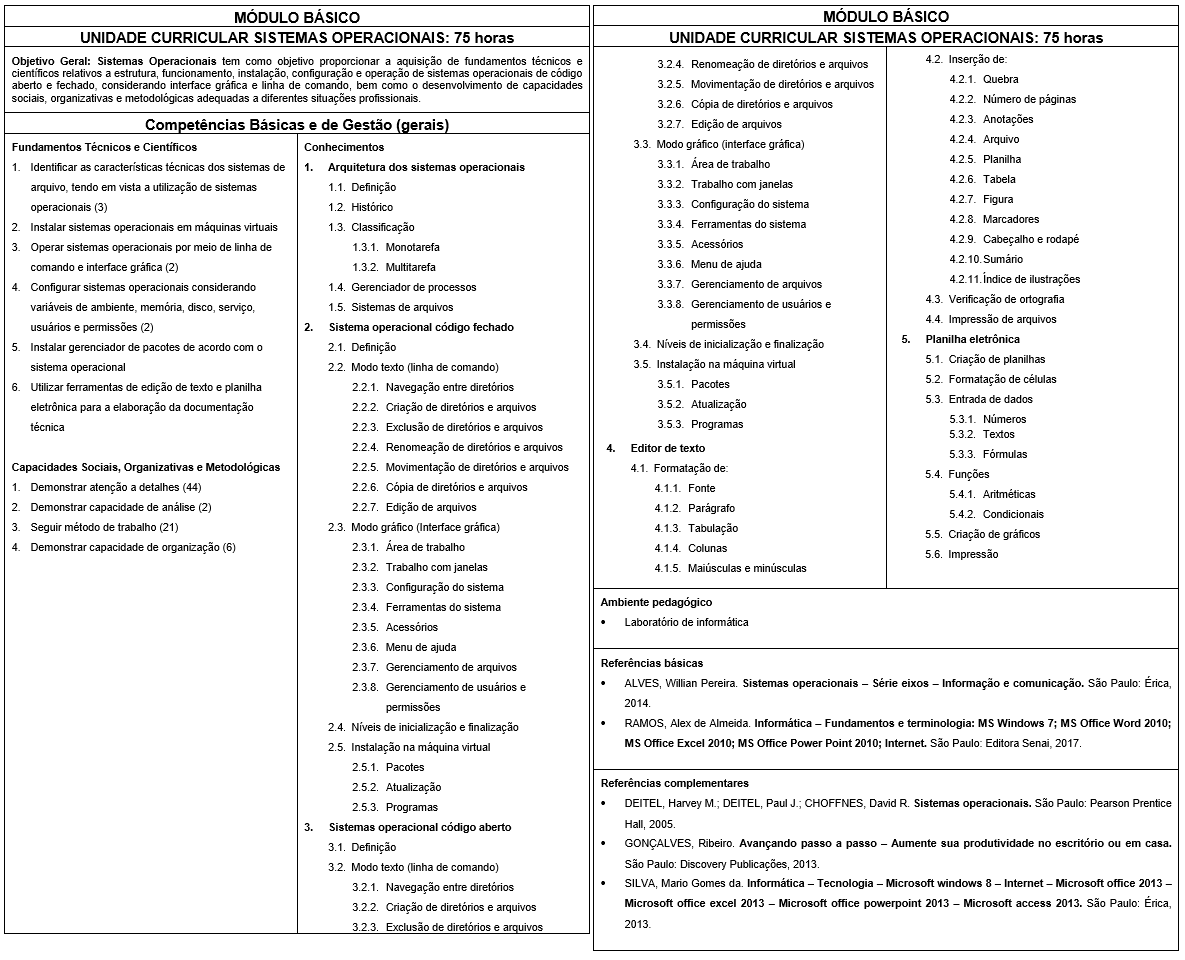 MÓDULO BÁSICO
UNIDADE CURRICULAR SISTEMAS OPERACIONAIS: 75 horas
Objetivo Geral: Sistemas Operacionais tem como objetivo proporcionar a aquisição de fundamentos técnicos e
científicos relativos a estrutura, funcionamento, instalação, configuração e operação de sistemas operacionais de código
aberto e fechado, considerando interface gráfica e linha de comando, bem como o desenvolvimento de capacidades
sociais, organizativas e metodológicas adequadas a diferentes situações profissionais.
Competências Básicas e de Gestão (gerais)
Fundamentos Técnicos e Científicos
1. Identificar as características técnicas dos sistemas de
arquivo, tendo em vista a utilização de sistemas
operacionais (3)
2. Instalar sistemas operacionais em máquinas virtuais
3. Operar sistemas operacionais por meio de linha de
comando e interface gráfica (2)
4. Configurar sistemas operacionais considerando
variáveis de ambiente, memória, disco, serviço,
usuários e permissões (2)
5. Instalar gerenciador de pacotes de acordo com o
sistema operacional
6. Utilizar ferramentas de edição de texto e planilha
eletrônica para a elaboração da documentação
técnica
Capacidades Sociais, Organizativas e Metodológicas
1. Demonstrar atenção a detalhes (44)
2. Demonstrar capacidade de análise (2)
3. Seguir método de trabalho (21)
4. Demonstrar capacidade de organização (6)
Conhecimentos
1. Arquitetura dos sistemas operacionais
1.1. Definição
1.2. Histórico
1.3. Classificação
1.3.1. Monotarefa
1.3.2. Multitarefa
1.4. Gerenciador de processos
1.5. Sistemas de arquivos
2. Sistema operacional código fechado
2.1. Definição
2.2. Modo texto (linha de comando)
2.2.1. Navegação entre diretórios
2.2.2. Criação de diretórios e arquivos
2.2.3. Exclusão de diretórios e arquivos
2.2.4. Renomeação de diretórios e arquivos
2.2.5. Movimentação de diretórios e arquivos
2.2.6. Cópia de diretórios e arquivos
2.2.7. Edição de arquivos
2.3. Modo gráfico (Interface gráfica)
2.3.1. Área de trabalho
2.3.2. Trabalho com janelas
2.3.3. Configuração do sistema
2.3.4. Ferramentas do sistema
2.3.5. Acessórios
2.3.6. Menu de ajuda
2.3.7. Gerenciamento de arquivos
2.3.8. Gerenciamento de usuários e
permissões
2.4. Níveis de inicialização e finalização
2.5. Instalação na máquina virtual
2.5.1. Pacotes
2.5.2. Atualização
2.5.3. Programas
3. Sistemas operacional código aberto
3.1. Definição
3.2. Modo texto (linha de comando)
3.2.1. Navegação entre diretórios
3.2.2. Criação de diretórios e arquivos
3.2.3. Exclusão de diretórios e arquivos
MÓDULO BÁSICO
UNIDADE CURRICULAR SISTEMAS OPERACIONAIS: 75 horas
3.2.4. Renomeação de diretórios e arquivos
3.2.5. Movimentação de diretórios e arquivos
3.2.6. Cópia de diretórios e arquivos
3.2.7. Edição de arquivos
3.3. Modo gráfico (interface gráfica)
3.3.1. Área de trabalho
3.3.2. Trabalho com janelas
3.3.3. Configuração do sistema
3.3.4. Ferramentas do sistema
3.3.5. Acessórios
3.3.6. Menu de ajuda
3.3.7. Gerenciamento de arquivos
3.3.8. Gerenciamento de usuários e
permissões
3.4. Níveis de inicialização e finalização
3.5. Instalação na máquina virtual
3.5.1. Pacotes
3.5.2. Atualização
3.5.3. Programas
4. Editor de texto
4.1. Formatação de:
4.1.1. Fonte
4.1.2. Parágrafo
4.1.3. Tabulação
4.1.4. Colunas
4.1.5. Maiúsculas e minúsculas
4.2. Inserção de:
4.2.1. Quebra
4.2.2. Número de páginas
4.2.3. Anotações
4.2.4. Arquivo
4.2.5. Planilha
4.2.6. Tabela
4.2.7. Figura
4.2.8. Marcadores
4.2.9. Cabeçalho e rodapé
4.2.10. Sumário
4.2.11. Índice de ilustrações
4.3. Verificação de ortografia
4.4. Impressão de arquivos
5. Planilha eletrônica
5.1. Criação de planilhas
5.2. Formatação de células
5.3. Entrada de dados
5.3.1. Números
5.3.2. Textos
5.3.3. Fórmulas
5.4. Funções
5.4.1. Aritméticas
5.4.2. Condicionais
5.5. Criação de gráficos
5.6. Impressão
Ambiente pedagógico
• Laboratório de informática
Referências básicas
• ALVES, Willian Pereira. Sistemas operacionais – Série eixos – Informação e comunicação. São Paulo: Érica,
2014.
• RAMOS, Alex de Almeida. Informática – Fundamentos e terminologia: MS Windows 7; MS Office Word 2010;
MS Office Excel 2010; MS Office Power Point 2010; Internet. São Paulo: Editora Senai, 2017.
Referências complementares
• DEITEL, Harvey M.; DEITEL, Paul J.; CHOFFNES, David R. Sistemas operacionais. São Paulo: Pearson Prentice
Hall, 2005.
• GONÇALVES, Ribeiro. Avançando passo a passo – Aumente sua produtividade no escritório ou em casa.
São Paulo: Discovery Publicações, 2013.
• SILVA, Mario Gomes da. Informática – Tecnologia – Microsoft windows 8 – Internet – Microsoft office 2013 –
Microsoft office excel 2013 – Microsoft office powerpoint 2013 – Microsoft access 2013. São Paulo: Érica,
2013.